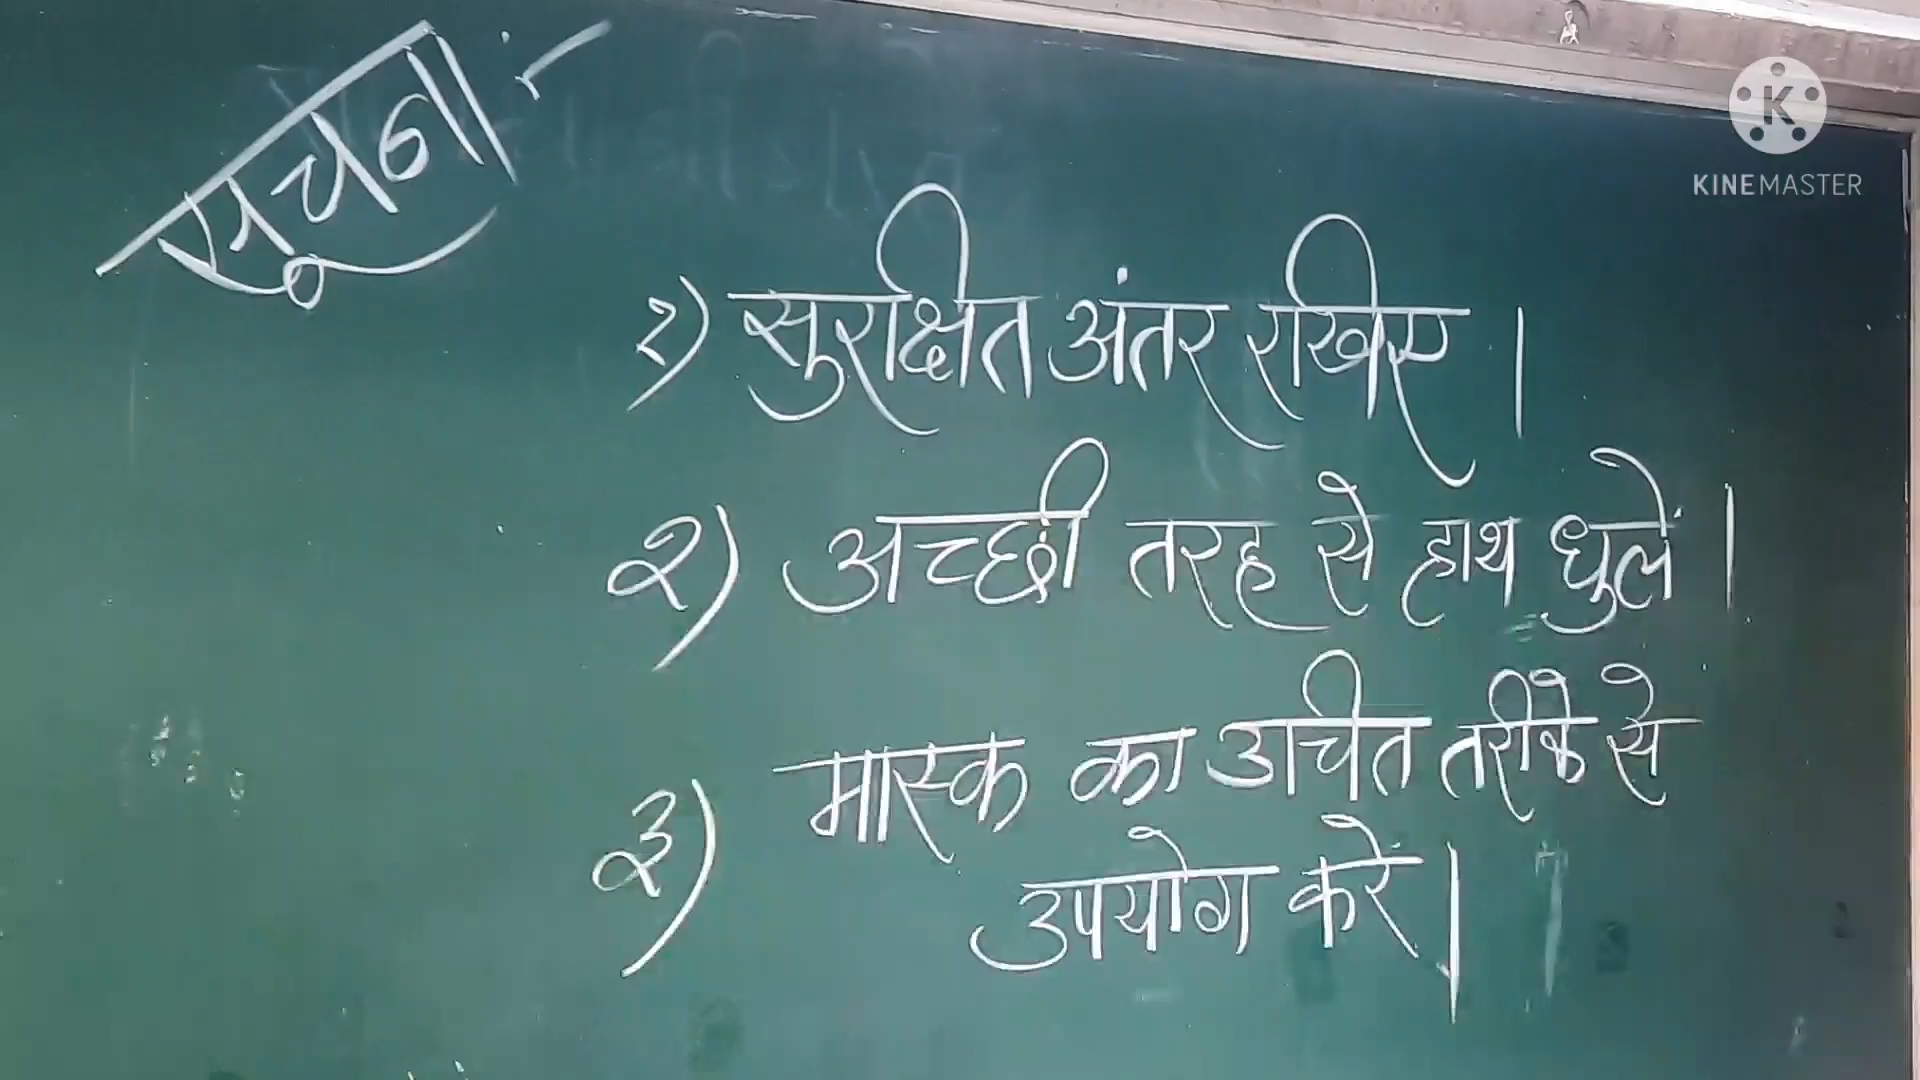 सूचना :-
KINEMASTER
१) सुरक्षित अंतर रखिए ।
२) अच्छी तरह से हाथ धुलें ।
३) मास्क का उचित तरीके से
उपयोग करें ।